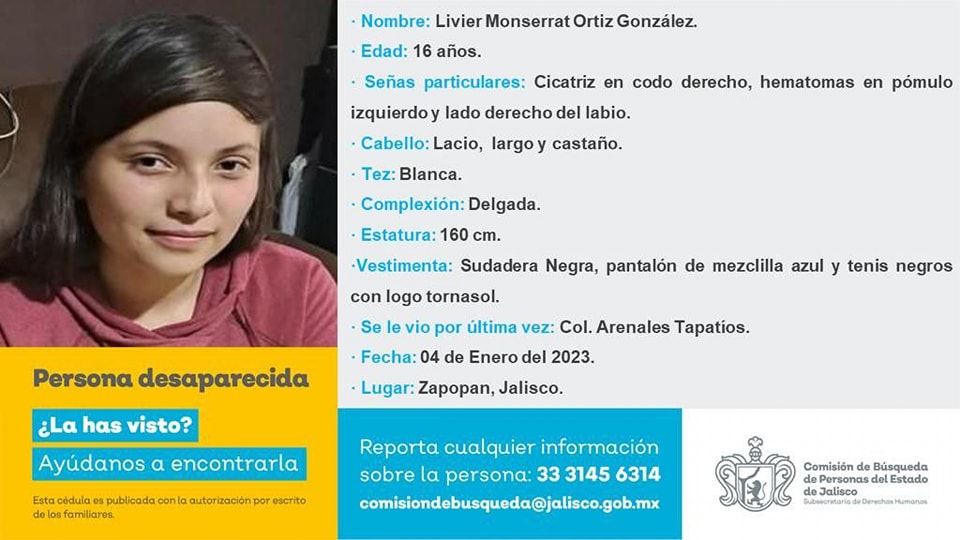 · Nombre: Livier Monserrat Ortiz González.
· Edad: 16 años.
· Señas particulares: Cicatriz en codo derecho, hematomas en pómulo
izquierdo y lado derecho del labio.
· Cabello: Lacio, largo y castaño.
· Tez: Blanca.
· Complexión: Delgada.
· Estatura: 160 cm.
·Vestimenta: Sudadera Negra, pantalón de mezclilla azul y tenis negros
con logo tornasol.
· Se le vio por última vez: Col. Arenales Tapatíos.
· Fecha: 04 de Enero del 2023.
· Lugar: Zapopan, Jalisco.
Persona desaparecida
¿La has visto?
Ayúdanos a encontrarla
Esta cédula es publicada con la autorización por escrito
de los familiares.
Reporta cualquier información
sobre la persona: 33 3145 6314
comisiondebusqueda@jalisco.gob.mx
Comisión de Búsqueda
de Personas del Estado
de Jalisco
Subsecretaría de Derechos Humanos